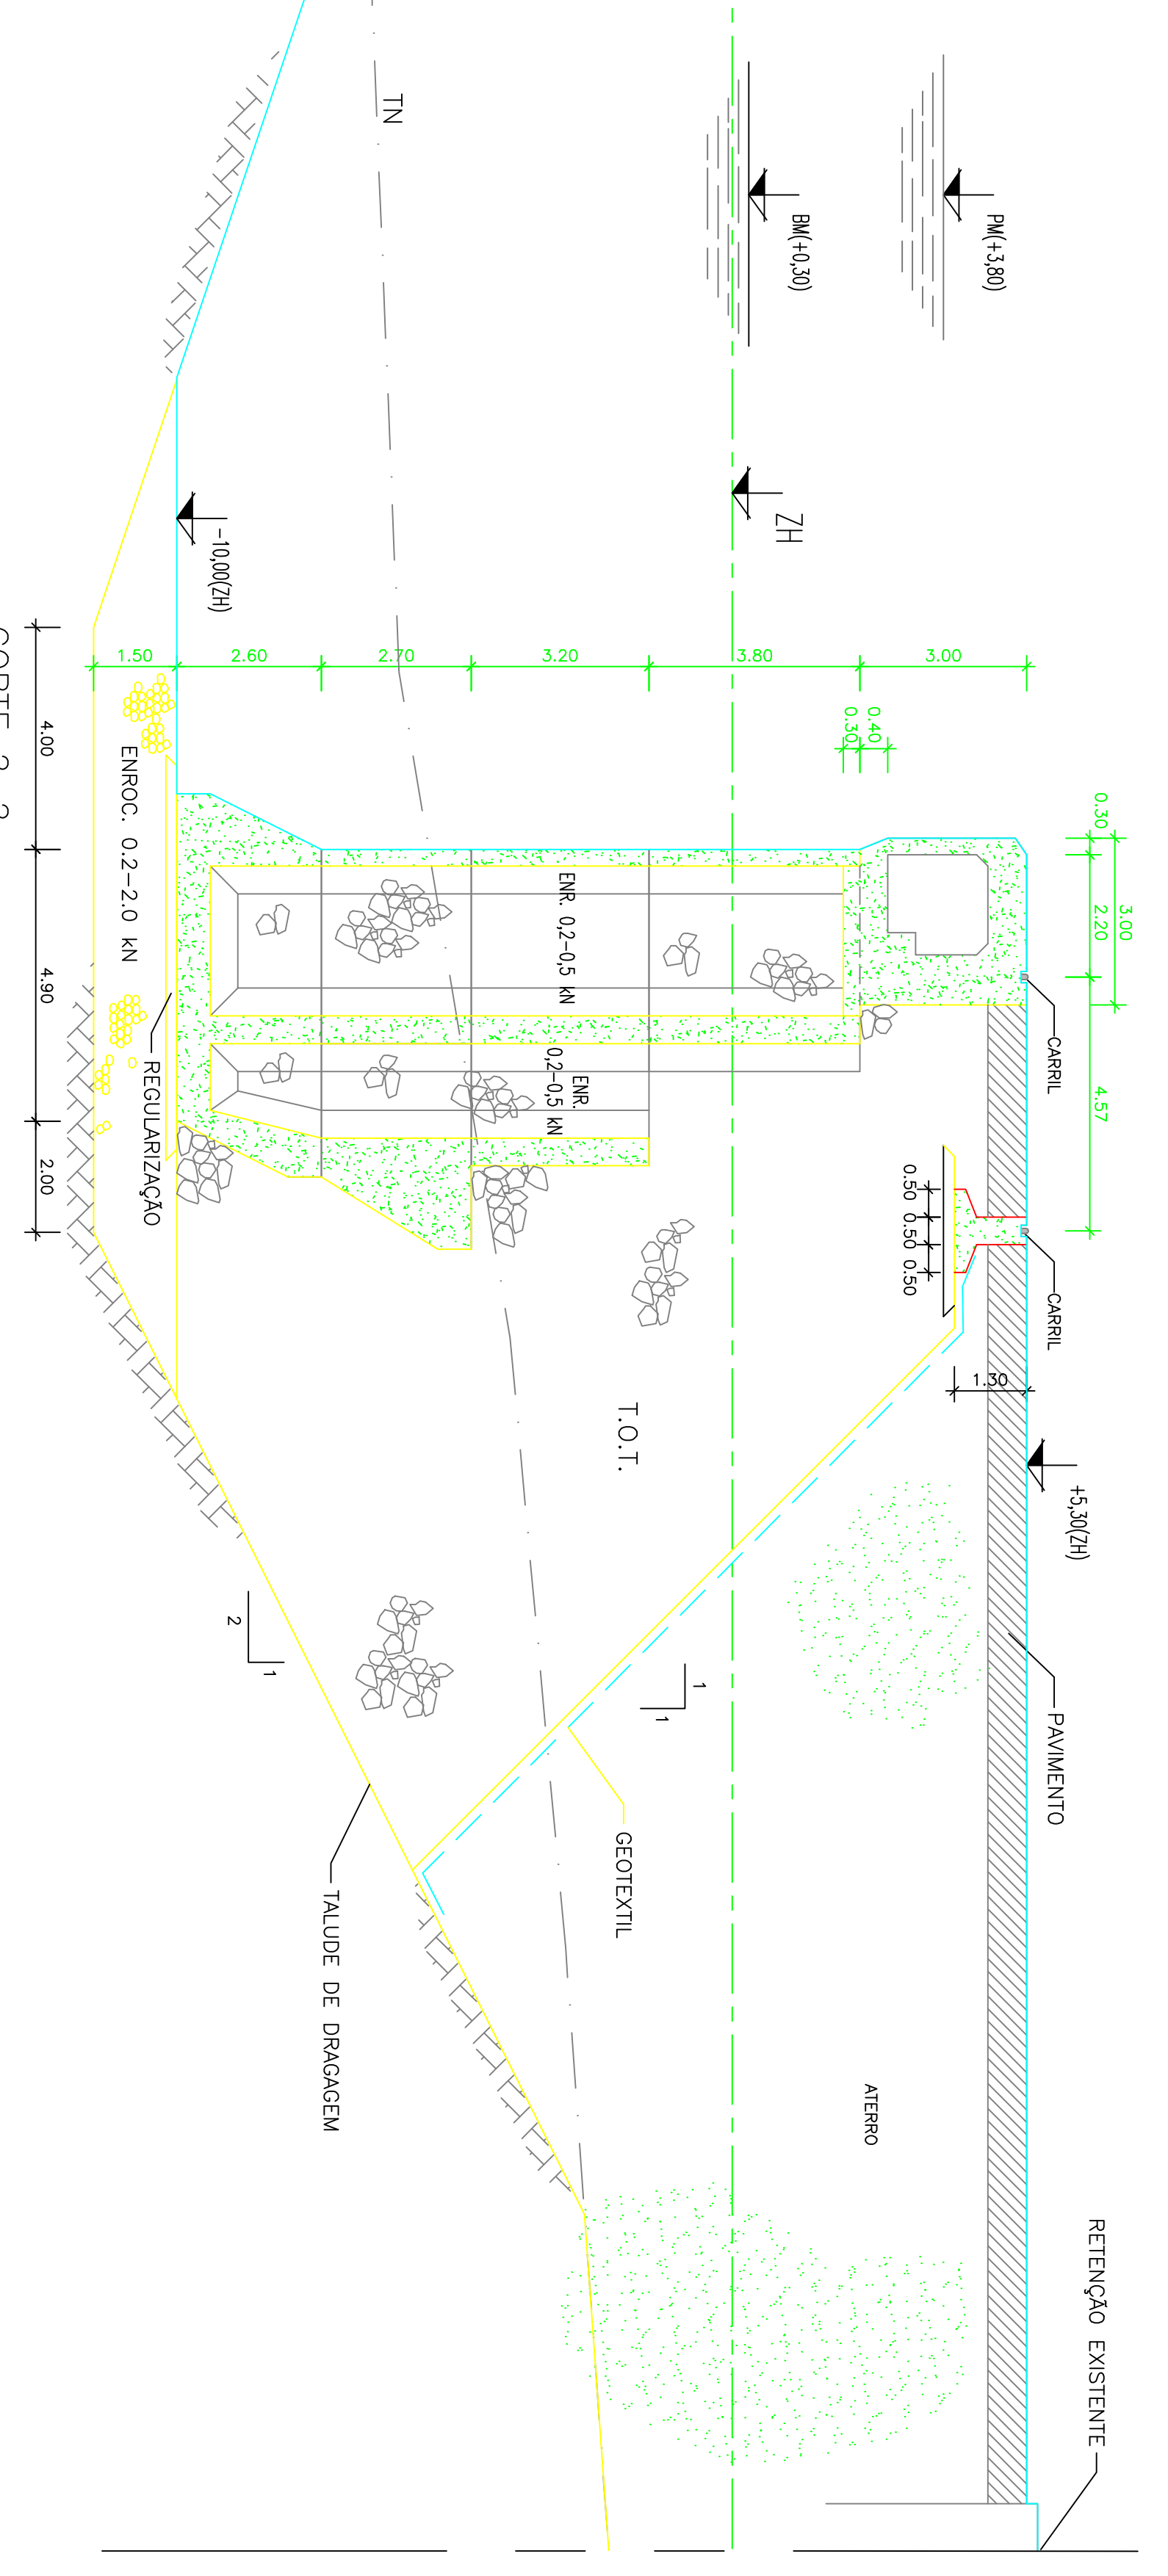 PM(+3,80)
BM(+0,30)
ZH
TN
-10,00(ZH)
3.00
3.80
3.20
2.70
2.60
1.50
0.40
0.30
0.30
2.20
3.00
4.57
CARRIL
CARRIL
0.50
0.50
0.50
1.30
+5,30(ZH)
PAVIMENTO
RETENÇÃO EXISTENTE
ENR. 0,2-0,5 kN
ENR.
0,2-0,5 kN
T.O.T.
1
1
GEOTEXTIL
ATERRO
2
1
TALUDE DE DRAGAGEM
ENROC. 0.2-2.0 kN
REGULARIZAÇÃO
4.00
4.90
2.00